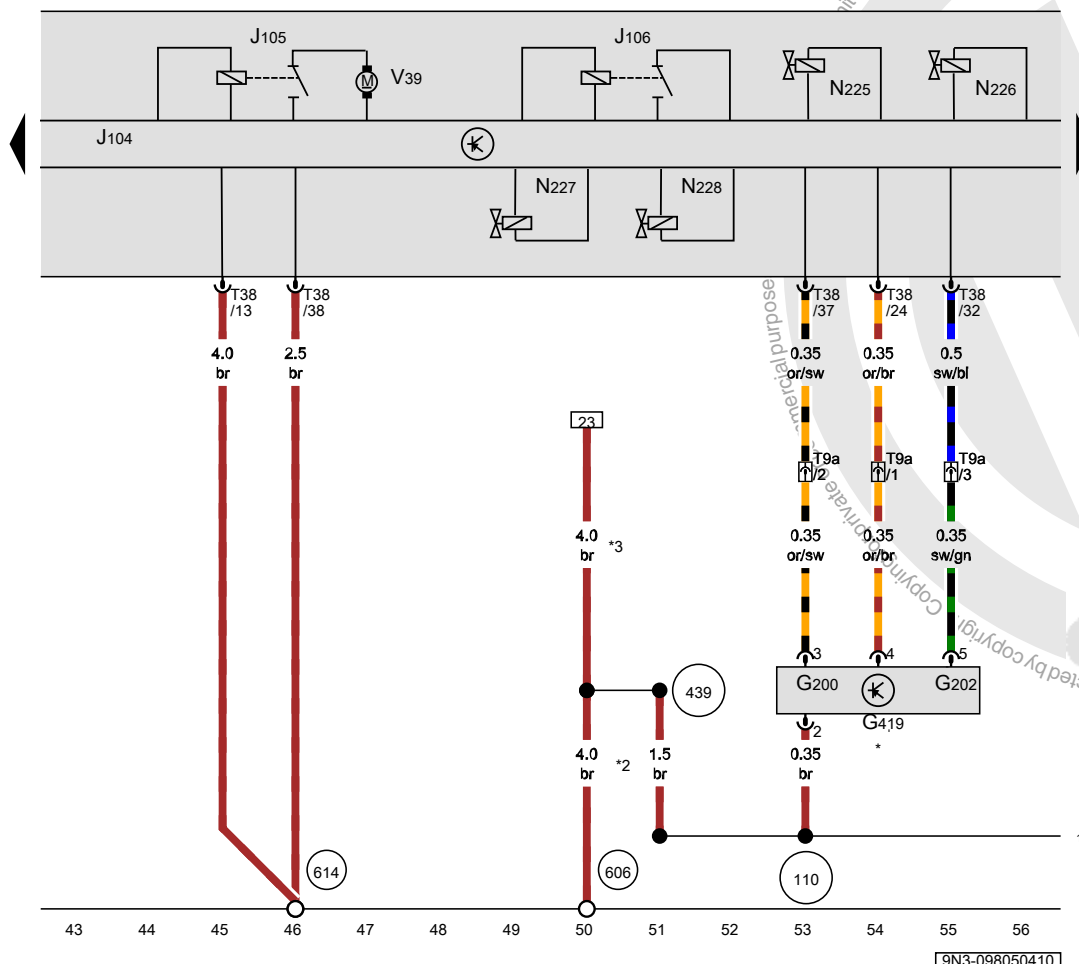 J105
V39
J106
N225
N226
J104
N227
N228
T38
/13
T38
/38
T38
/37
T38
/24
T38
/32
4.0
br
2.5
br
0.35
or/sw
0.35
or/br
0.5
sw/bl
23
T9a
/2
T9a
/1
T9a
/3
4.0
br
*3
0.35
or/sw
0.35
or/br
0.35
sw/gn
3
4
5
G200
G202
439
G419
*
2
4.0
br
*2
1.5
br
0.35
br
614
606
110
43 44 45 46 47 48 49 50 51 52 53 54 55 56
9N3-098050410
M